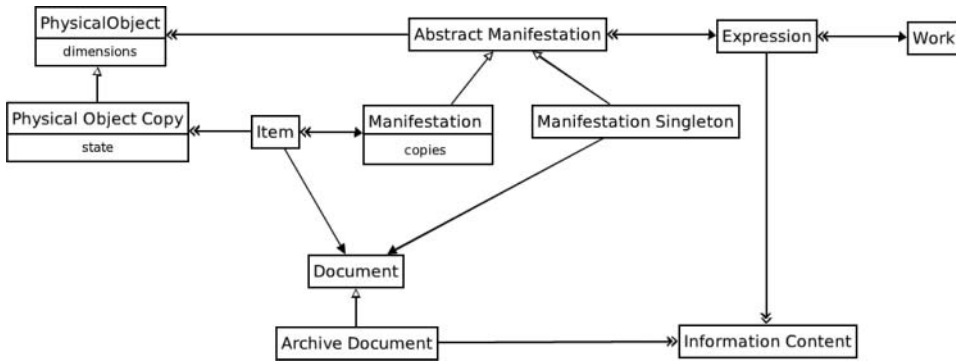 PhysicalObject
dimensions
Abstract Manifestation
Expression
Work
Physical Object Copy
state
Item
Manifestation
copies
Manifestation Singleton
Document
Archive Document
Information Content